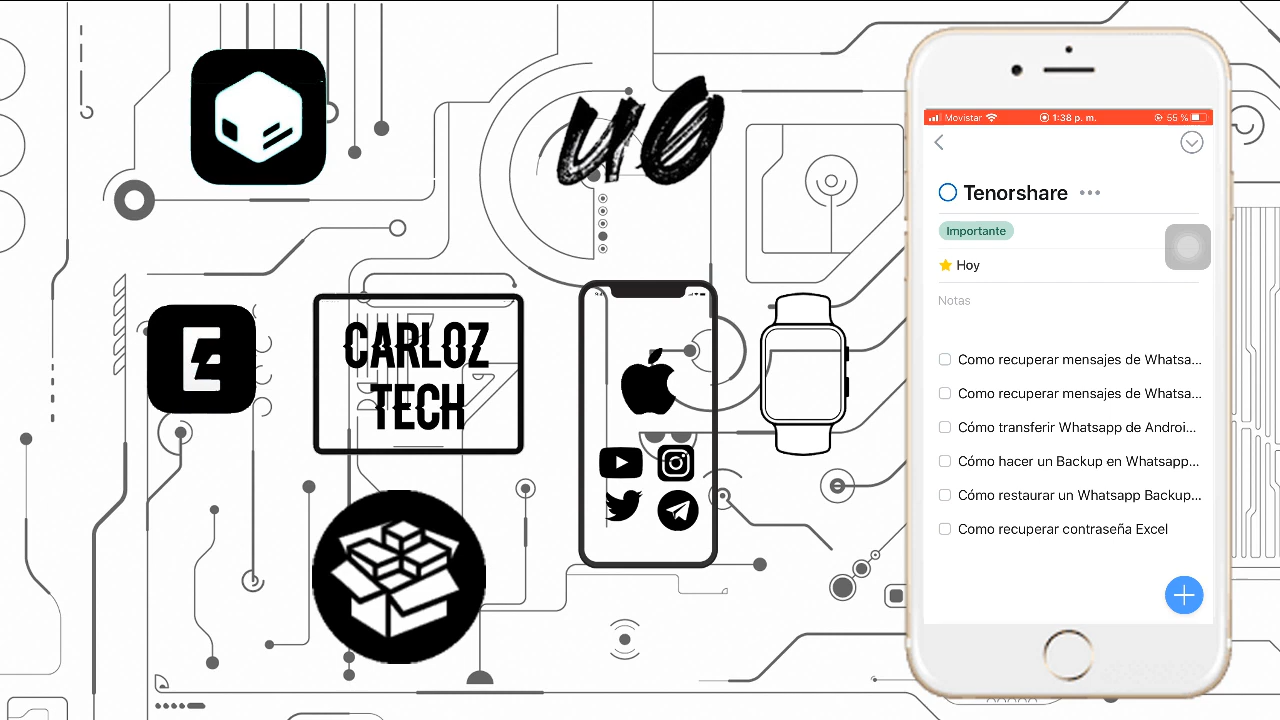 CARLOZ
TECH
Movistar
1:38 p. m.
55 %
Tenorshare
Importante
Hoy
Notas
Como recuperar mensajes de Whatsa...
Como recuperar mensajes de Whatsa...
Cómo transferir Whatsapp de Androi...
Cómo hacer un Backup en Whatsapp...
Cómo restaurar un Whatsapp Backup...
Como recuperar contraseña Excel